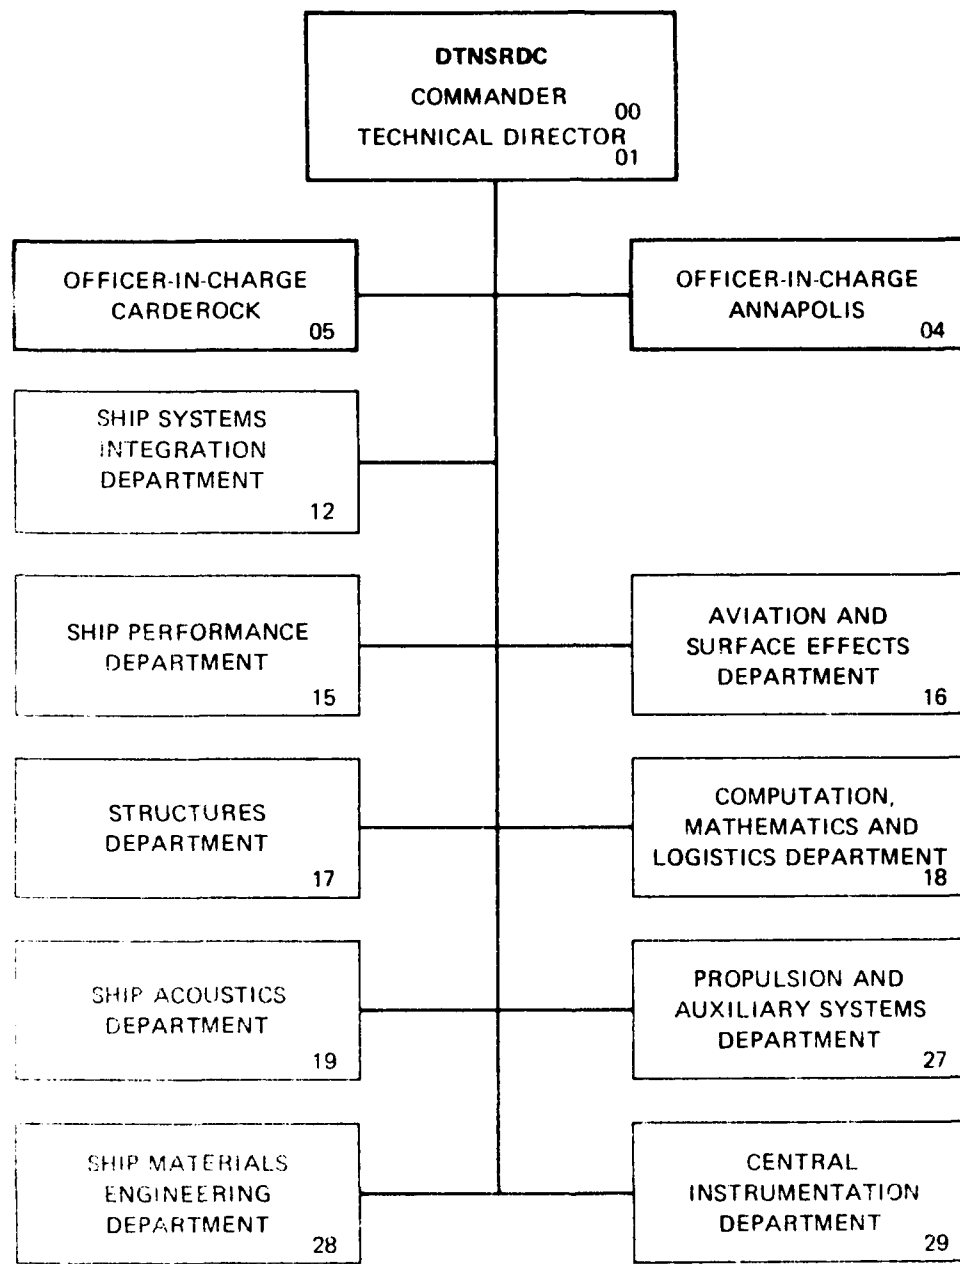 DTNSRDC
COMMANDER
00
TECHNICAL DIRECTOR
01
OFFICER-IN-CHARGE
CARDEROCK
05
OFFICER-IN-CHARGE
ANNAPOLIS
04
SHIP SYSTEMS
INTEGRATION
DEPARTMENT
12
SHIP PERFORMANCE
DEPARTMENT
15
AVIATION AND
SURFACE EFFECTS
DEPARTMENT
16
STRUCTURES
DEPARTMENT
17
COMPUTATION,
MATHEMATICS AND
LOGISTICS DEPARTMENT
18
SHIP ACOUSTICS
DEPARTMENT
19
PROPULSION AND
AUXILIARY SYSTEMS
DEPARTMENT
27
SHIP MATERIALS
ENGINEERING
DEPARTMENT
28
CENTRAL
INSTRUMENTATION
DEPARTMENT
29